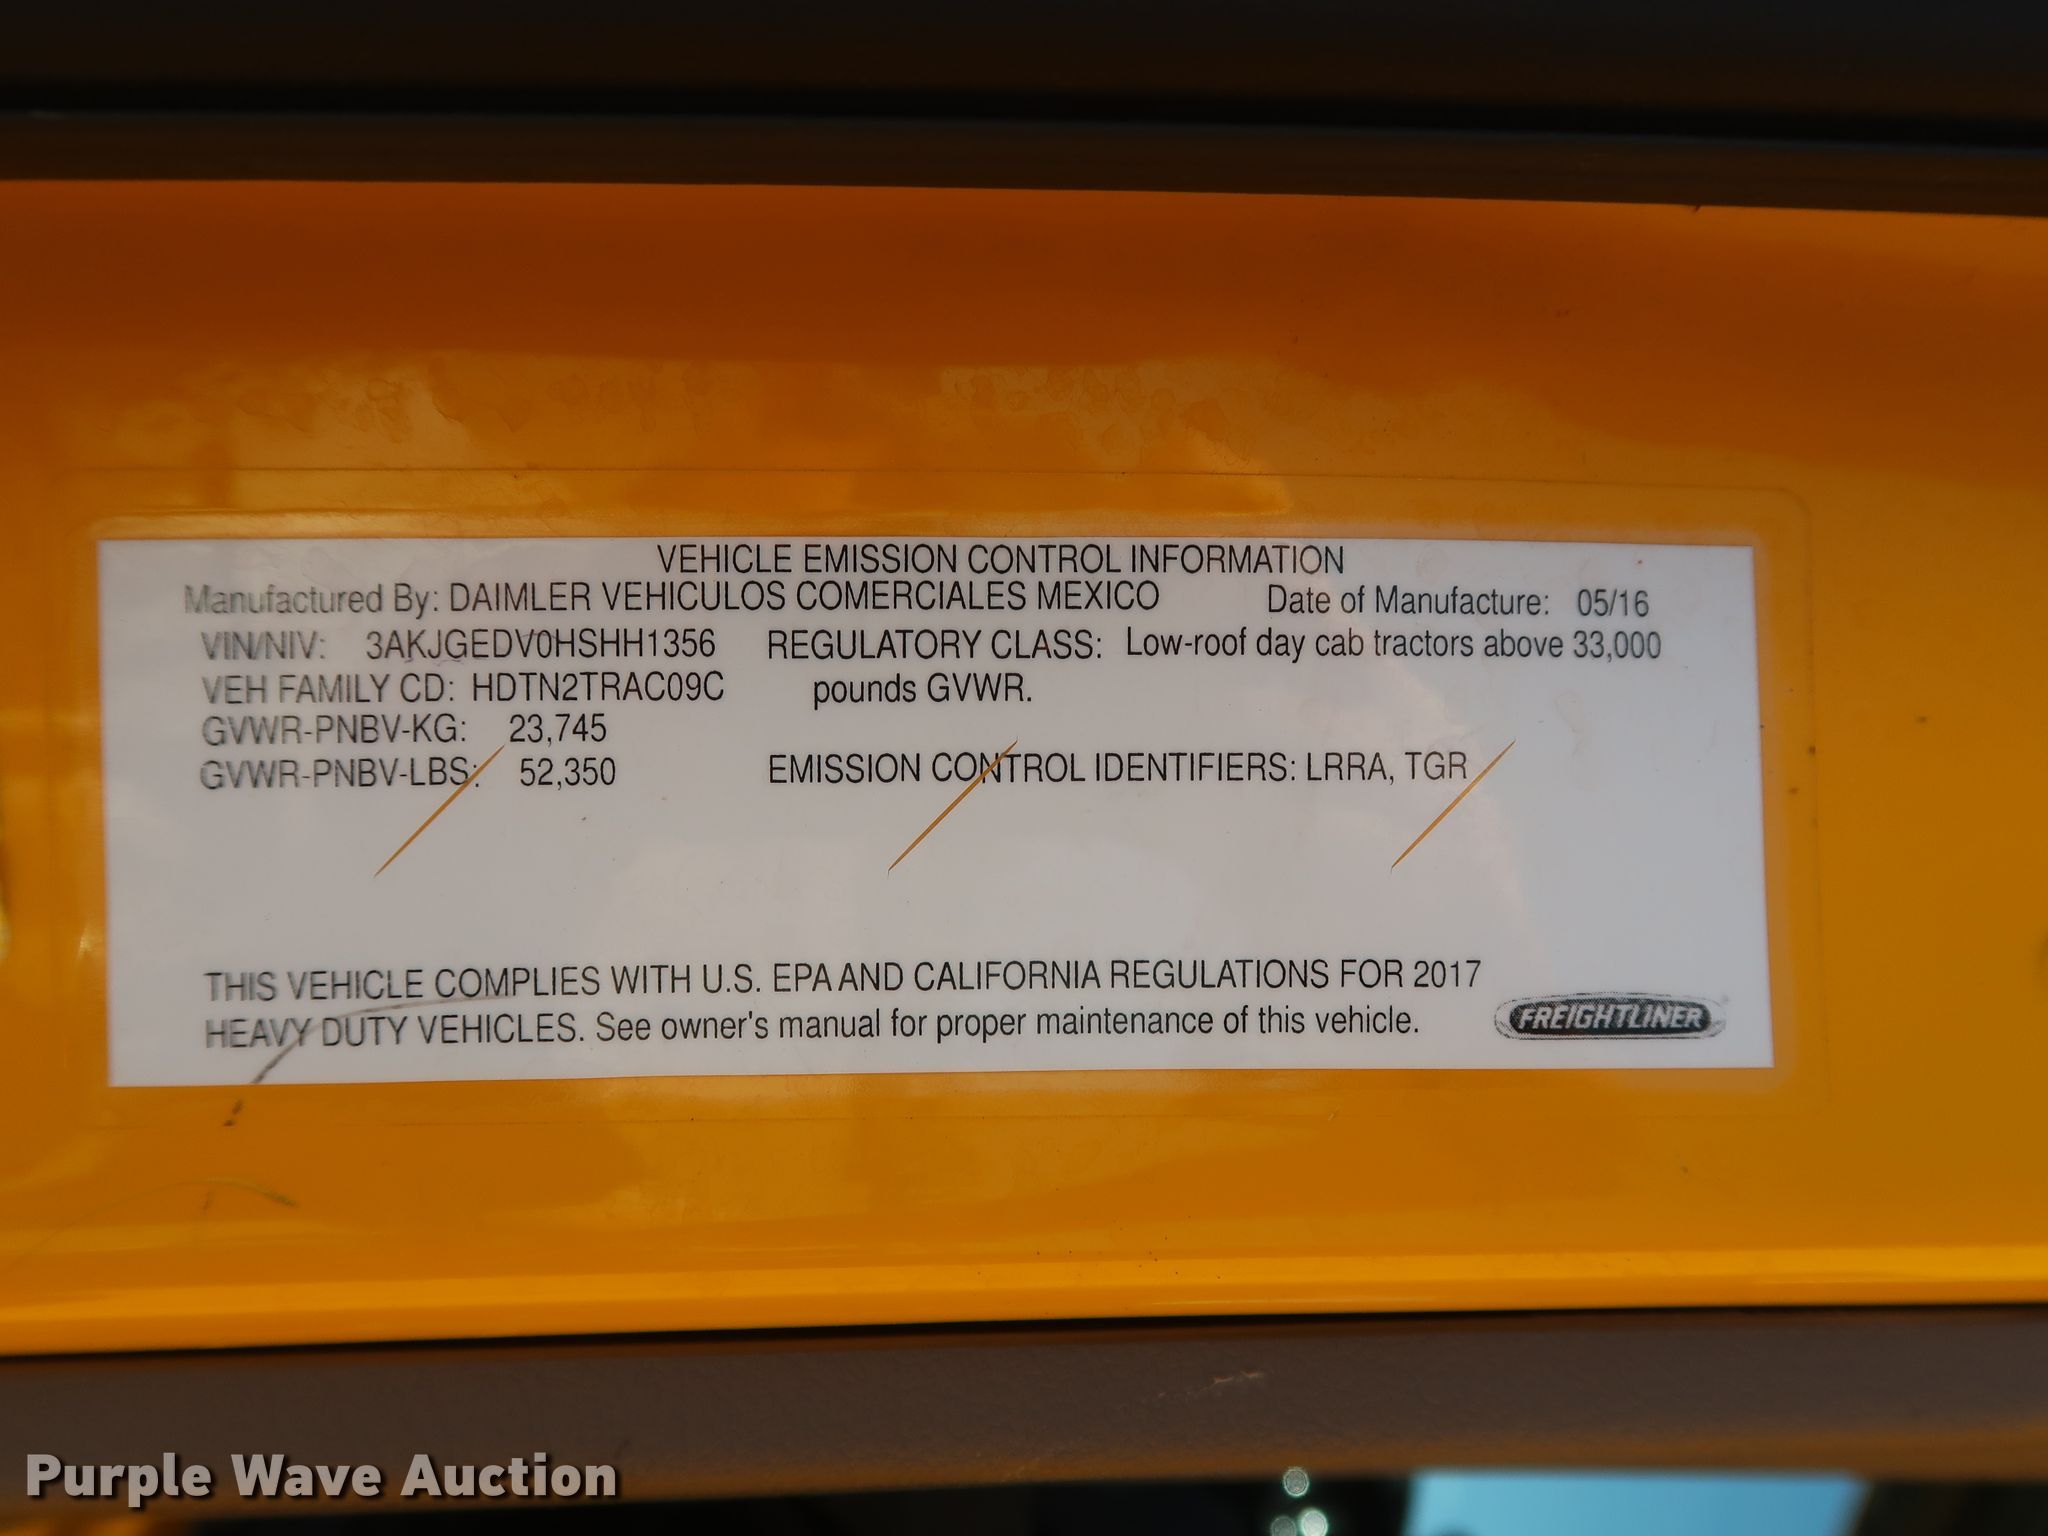 VEHICLE EMISSION CONTROL INFORMATION
Manufactured By: DAIMLER VEHICULOS COMERCIALES MEXICO Date of Manufacture: 05/16
VIN/NIV: 3AKJGEDV0HSHH1356 REGULATORY CLASS: Low-roof day cab tractors above 33,000
VEH FAMILY CD: HDTN2TRAC09C pounds GVWR.
GVWR-PNBV-KG: 23,745
GVWR-PNBV-LBS: 52,350 EMISSION CONTROL IDENTIFIERS: LRRA, TGR
THIS VEHICLE COMPLIES WITH U.S. EPA AND CALIFORNIA REGULATIONS FOR 2017
HEAVY DUTY VEHICLES. See owner's manual for proper maintenance of this vehicle.
FREIGHTLINER
Purple Wave Auction